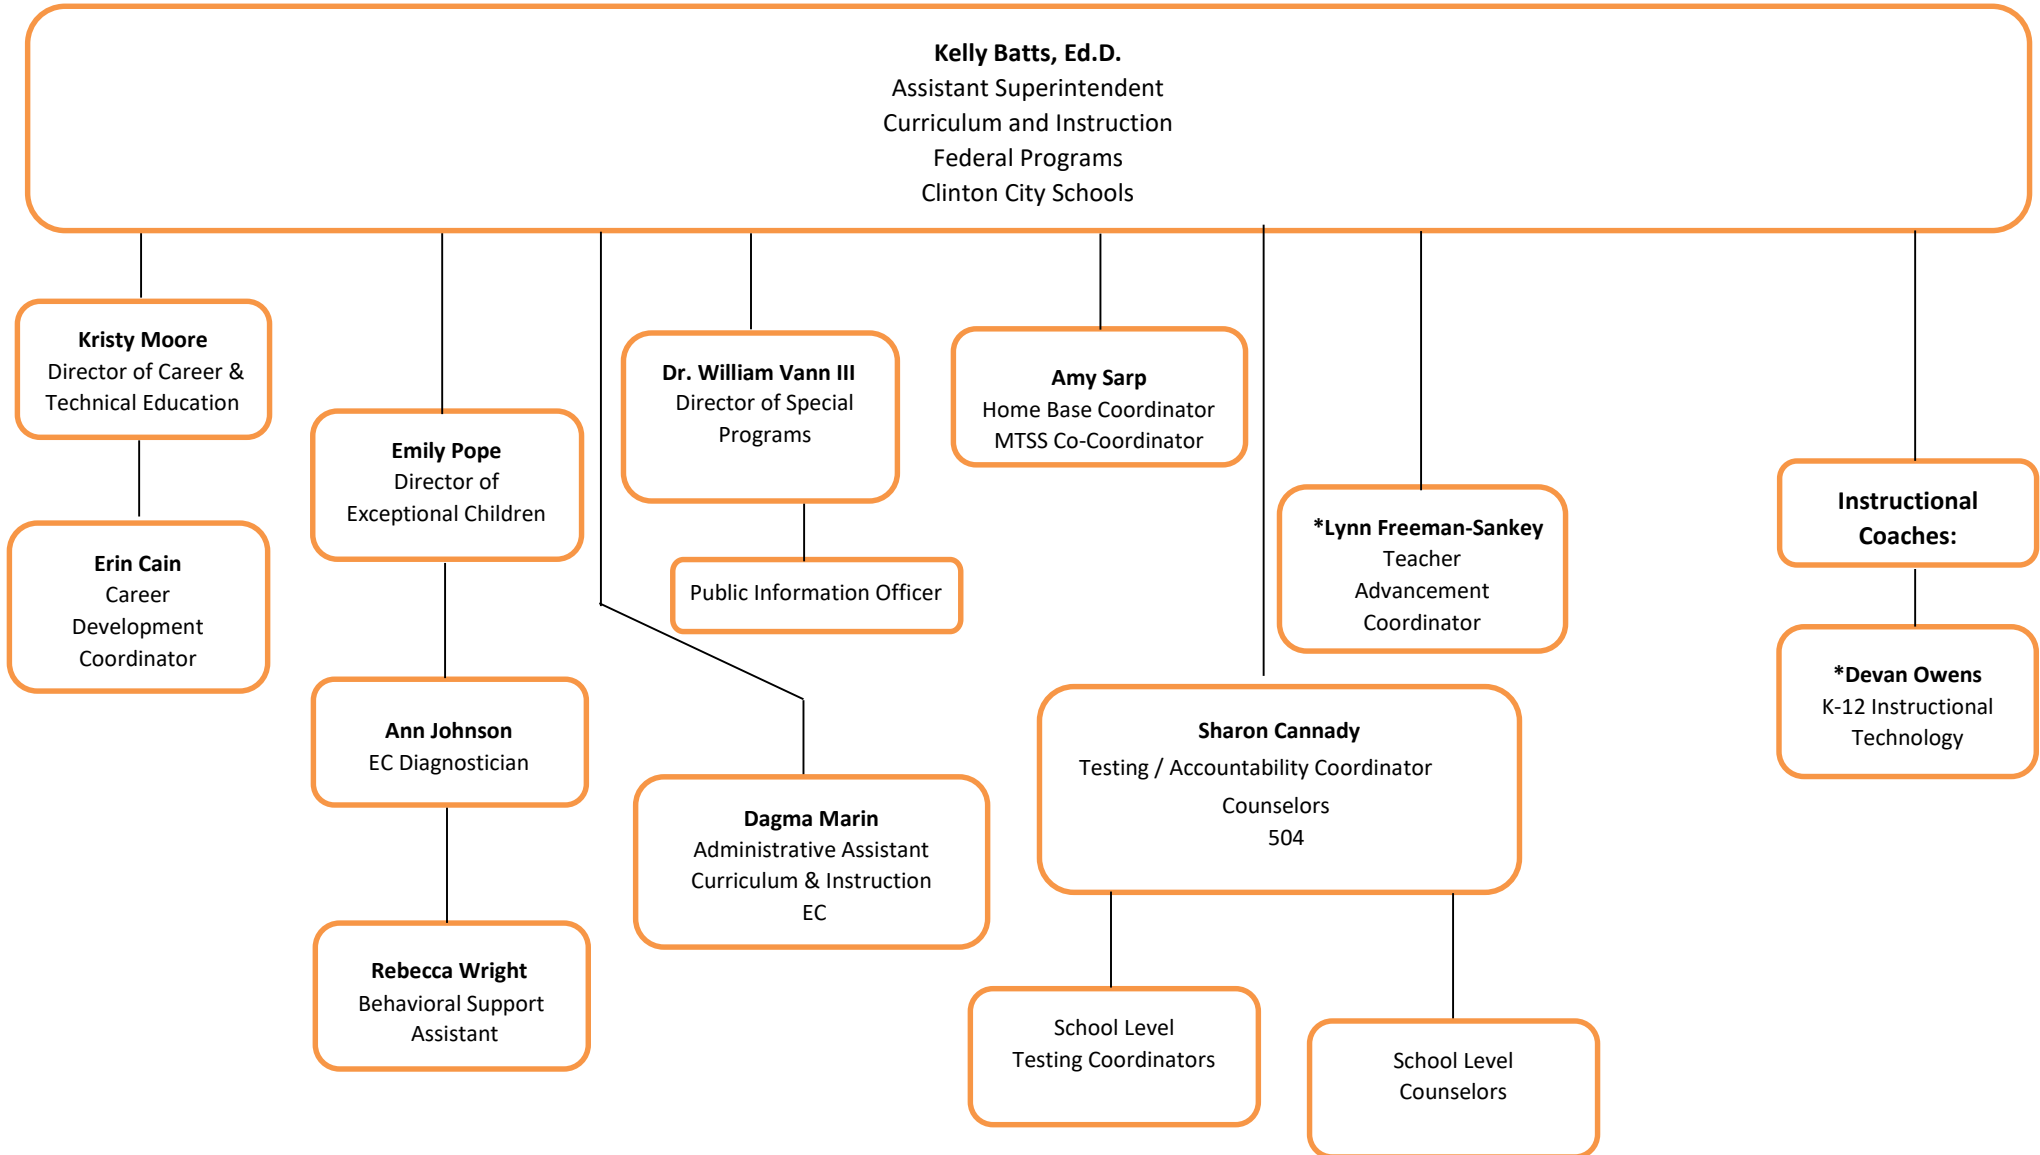 Kelly Batts, Ed.D.
Assistant Superintendent
Curriculum and Instruction
Federal Programs
Clinton City Schools
Kristy Moore
Director of Career &
Technical Education
Erin Cain
Career
Development
Coordinator
Emily Pope
Director of
Exceptional Children
Ann Johnson
EC Diagnostician
Rebecca Wright
Behavioral Support
Assistant
Dr. William Vann III
Director of Special
Programs
Public Information Officer
Dagma Marin
Administrative Assistant
Curriculum & Instruction
EC
Amy Sarp
Home Base Coordinator
MTSS Co-Coordinator
Sharon Cannady
Testing / Accountability Coordinator
Counselors
504
School Level
Testing Coordinators
School Level
Counselors
*Lynn Freeman-Sankey
Teacher
Advancement
Coordinator
Instructional
Coaches:
*Devan Owens
K-12 Instructional
Technology